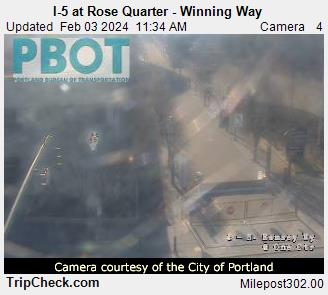 I-5 at Rose Quarter - Winning Way
Updated Feb 03 2024 11:34 AM Camera 4
PBOT
PORTLAND BUREAU OF TRANSPORTATION
Camera courtesy of the City of Portland
TripCheck.com Milepost302.00